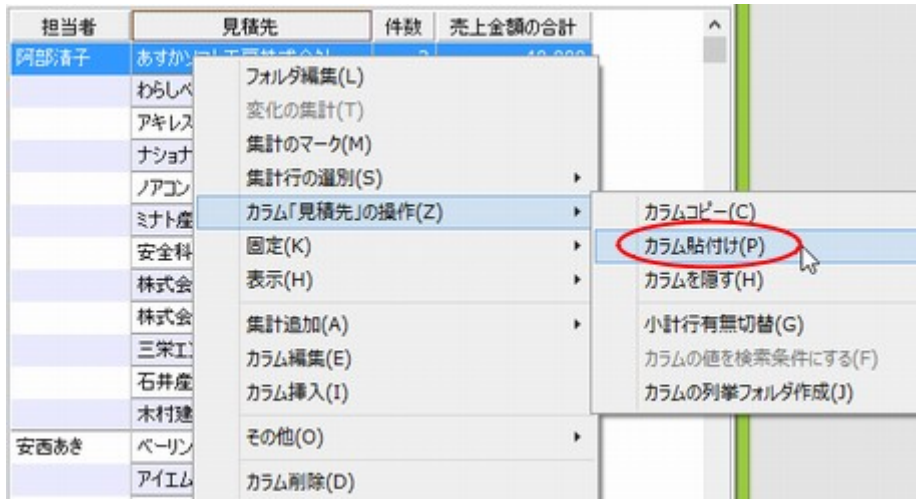 担当者 見積先 件数 売上金額の合計
阿部清子 あすか
わらしべ
アキレス
ナショナ
ノアコン
ミナト産
安全科
株式会
株式会
三栄工
石井産
木村建
安西あき ベーリン
アイエム
フォルダ編集(L)
変化の集計(T)
集計のマーク(M)
集計行の選別(S)
カラム「見積先」の操作(Z)
固定(K)
表示(H)
集計追加(A)
カラム編集(E)
カラム挿入(I)
その他(O)
カラム削除(D)
カラムコピー(C)
カラム貼付け(P)
カラムを隠す(H)
小計行有無切替(G)
カラムの値を検索条件にする(F)
カラムの列挙フォルダ作成(J)